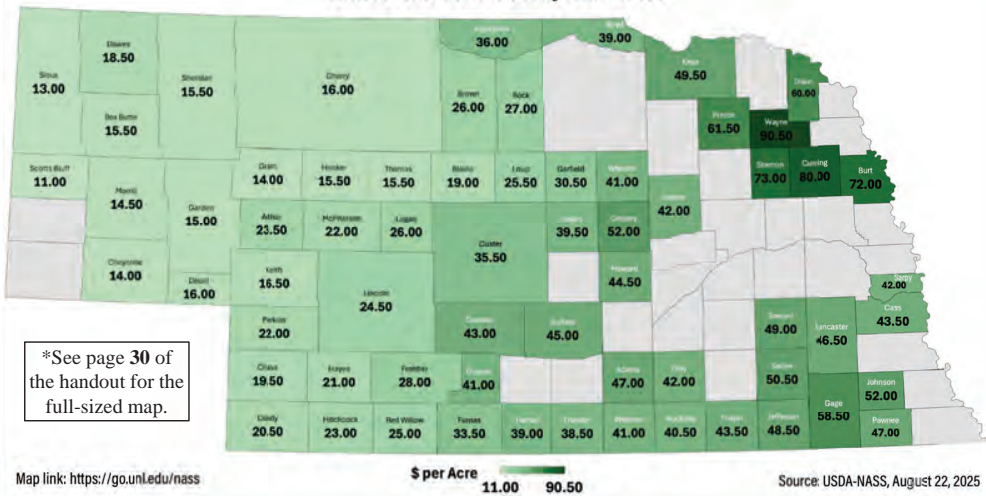 36.00
Boyd
39.00
Dawes
18.50
Knox
49.50
Sioux
13.00
Sheridan
15.50
Cherry
16.00
Dixon
60.00
Brown
26.00
Rock
27.00
Box Butte
15.50
Pierce
61.50
Wayne
90.50
Scotts Bluff
11.00
Grant
14.00
Hooker
15.50
Thomas
15.50
Blaine
19.00
Loup
25.50
Garfield
30.50
Wheeler
41.00
Stanton
73.00
Cuming
80.00
Burt
72.00
Morrill
14.50
Garden
15.00
42.00
Arthur
23.50
McPherson
22.00
Logan
26.00
Custer
35.50
Valley
39.50
Greeley
52.00
Cheyenne
14.00
Deuel
16.00
Keith
16.50
Lincoln
24.50
Howard
44.50
Sarpy
42.00
Cass
43.50
Perkins
22.00
Dawson
43.00
Buffalo
45.00
Seward
49.00
Lancaster
46.50
*See page 30 of
the handout for the
full-sized map.
Chase
19.50
Hayes
21.00
Frontier
28.00
Gosper
41.00
Adams
47.00
Clay
42.00
Saline
50.50
Johnson
52.00
Gage
58.50
Dundy
20.50
Hitchcock
23.00
Red Willow
25.00
Furnas
33.50
Harlan
39.00
Franklin
38.50
Webster
41.00
Nuckolls
40.50
Thayer
43.50
Jefferson
48.50
Pawnee
47.00
Map link: https://go.unl.edu/nass
$ per Acre
11.00 90.50
Source: USDA-NASS, August 22, 2025